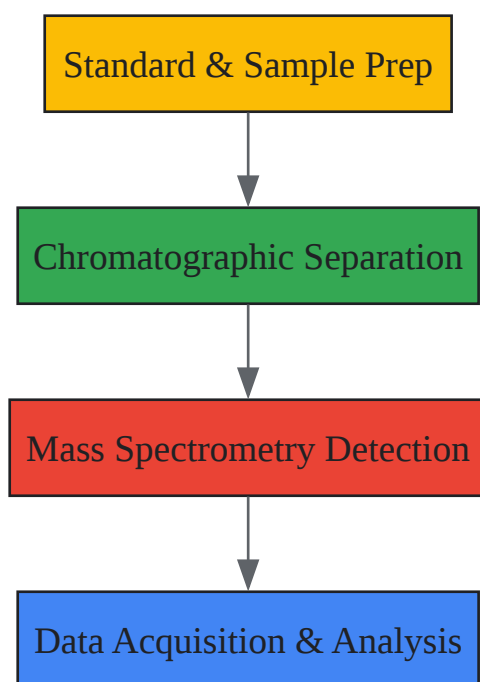 Standard & Sample Prep
Chromatographic Separation
Mass Spectrometry Detection
Data Acquisition & Analysis